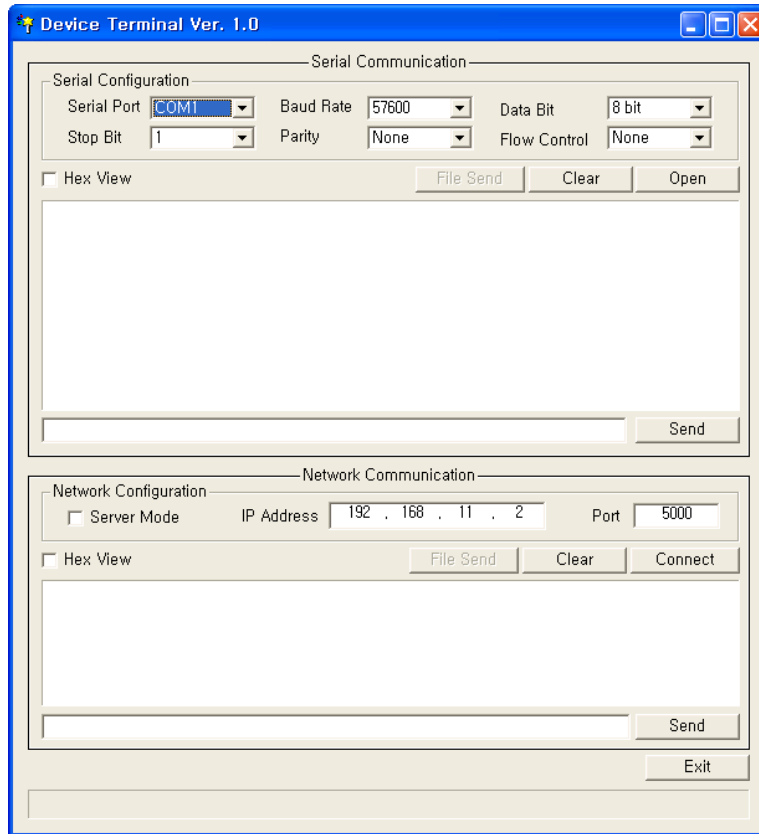 Device Terminal Ver. 1.0
Serial Communication
Serial Configuration
Serial Port COM1 Baud Rate 57600 Data Bit 8 bit
Stop Bit 1 Parity None Flow Control None
Hex View File Send Clear Open
Send
Network Communication
Network Configuration
Server Mode IP Address 192 . 168 . 11 . 2 Port 5000
Hex View File Send Clear Connect
Send
Exit